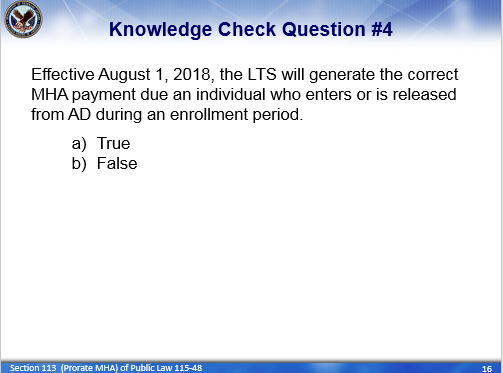 Knowledge Check Question #4
Effective August 1, 2018, the LTS will generate the correct
MHA payment due an individual who enters or is released
from AD during an enrollment period.
a) True
b) False
Section 113 (Prorate MHA) of Public Law 115-48
16